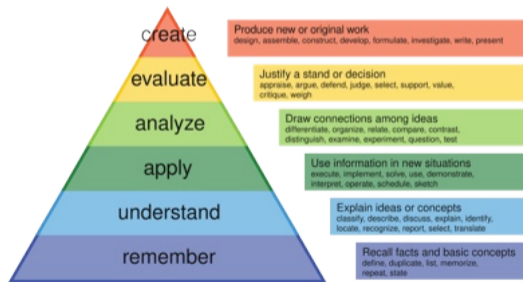 create
Produce new or original work
design, assemble, construct, develop, formulate, investigate, write, present
evaluate
Justify a stand or decision
appraise, argue, defend, judge, select, support, value,
critique, weigh
analyze
Draw connections among ideas
differentiate, organize, relate, compare, contrast,
distinguish, examine, experiment, question, test
apply
Use information in new situations
execute, implement, solve, use, demonstrate,
interpret, operate, schedule, sketch
understand
Explain ideas or concepts
classify, describe, discuss, explain, identify,
locate, recognize, report, select, translate
remember
Recall facts and basic concepts
define, duplicate, list, memorize,
repeat, state